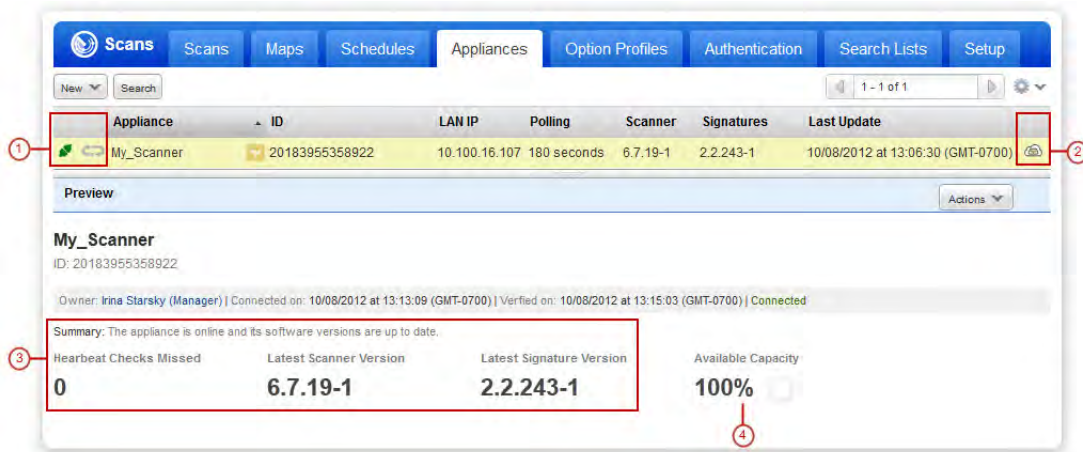 Scans Scans Maps Schedules Appliances Option Profiles Authentication Search Lists Setup
New Search 1 - 1 of 1
Appliance ID LAN IP Polling Scanner Signatures Last Update
1 My_Scanner 20183955358922 10.100.16.107 180 seconds 6.7.19-1 2.2.243-1 10/08/2012 at 13:06:30 (GMT-0700) 2
Preview Actions
My_Scanner
ID: 20183955358922
Owner: Irina Starsky (Manager) | Connected on: 10/08/2012 at 13:13:09 (GMT-0700) | Verfied on: 10/08/2012 at 13:15:03 (GMT-0700) | Connected
Summary: The appliance is online and its software versions are up to date.
3 Hearbeat Checks Missed Latest Scanner Version Latest Signature Version Available Capacity
0 6.7.19-1 2.2.243-1 100%
4